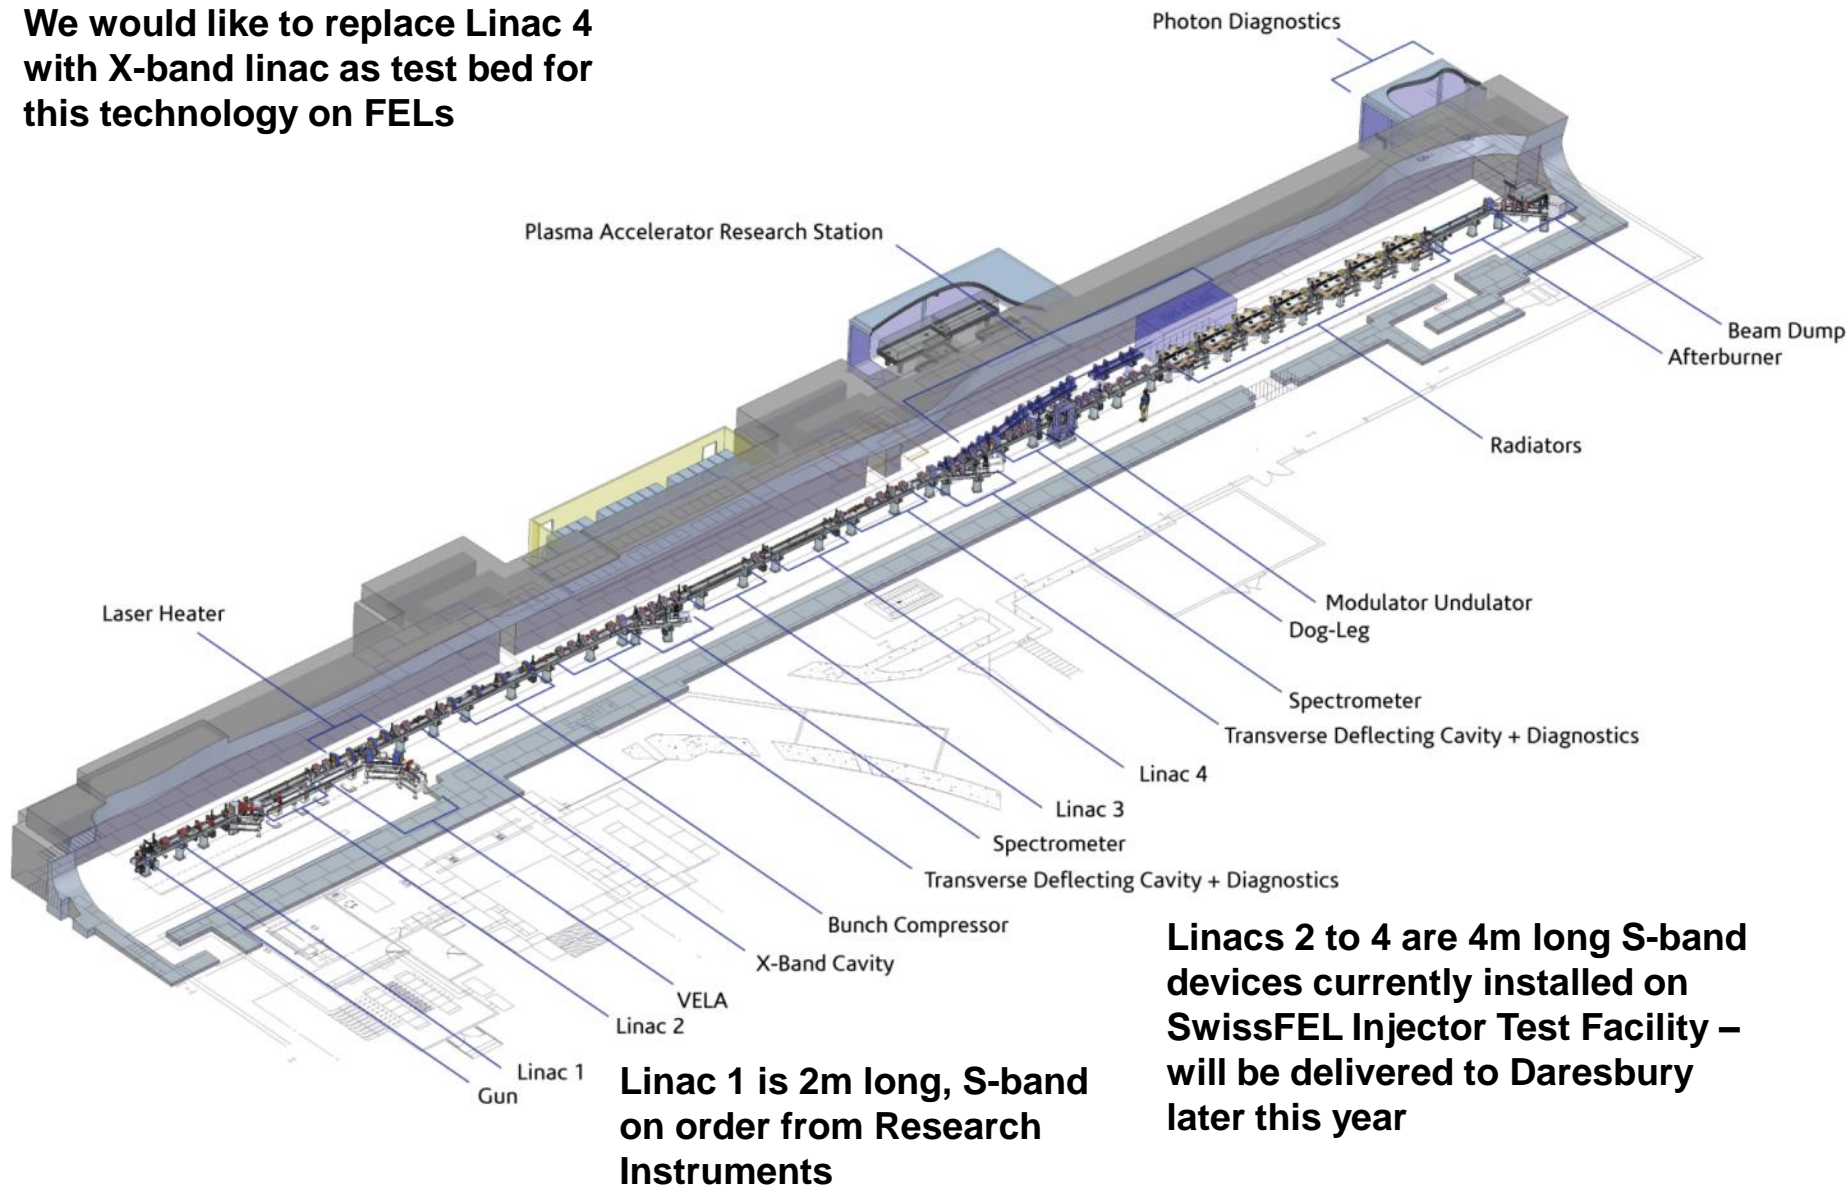 We would like to replace Linac 4
with X-band linac as test bed for
this technology on FELs
Photon Diagnostics
Plasma Accelerator Research Station
Beam Dump
Afterburner
Radiators
Laser Heater
Modulator Undulator
Dog-Leg
Spectrometer
Transverse Deflecting Cavity + Diagnostics
Linac 4
Linac 3
Spectrometer
Transverse Deflecting Cavity + Diagnostics
Bunch Compressor
X-Band Cavity
VELA
Linac 2
Linac 1
Gun
Linacs 2 to 4 are 4m long S-band
devices currently installed on
SwissFEL Injector Test Facility –
will be delivered to Daresbury
later this year
Linac 1 is 2m long, S-band
on order from Research
Instruments